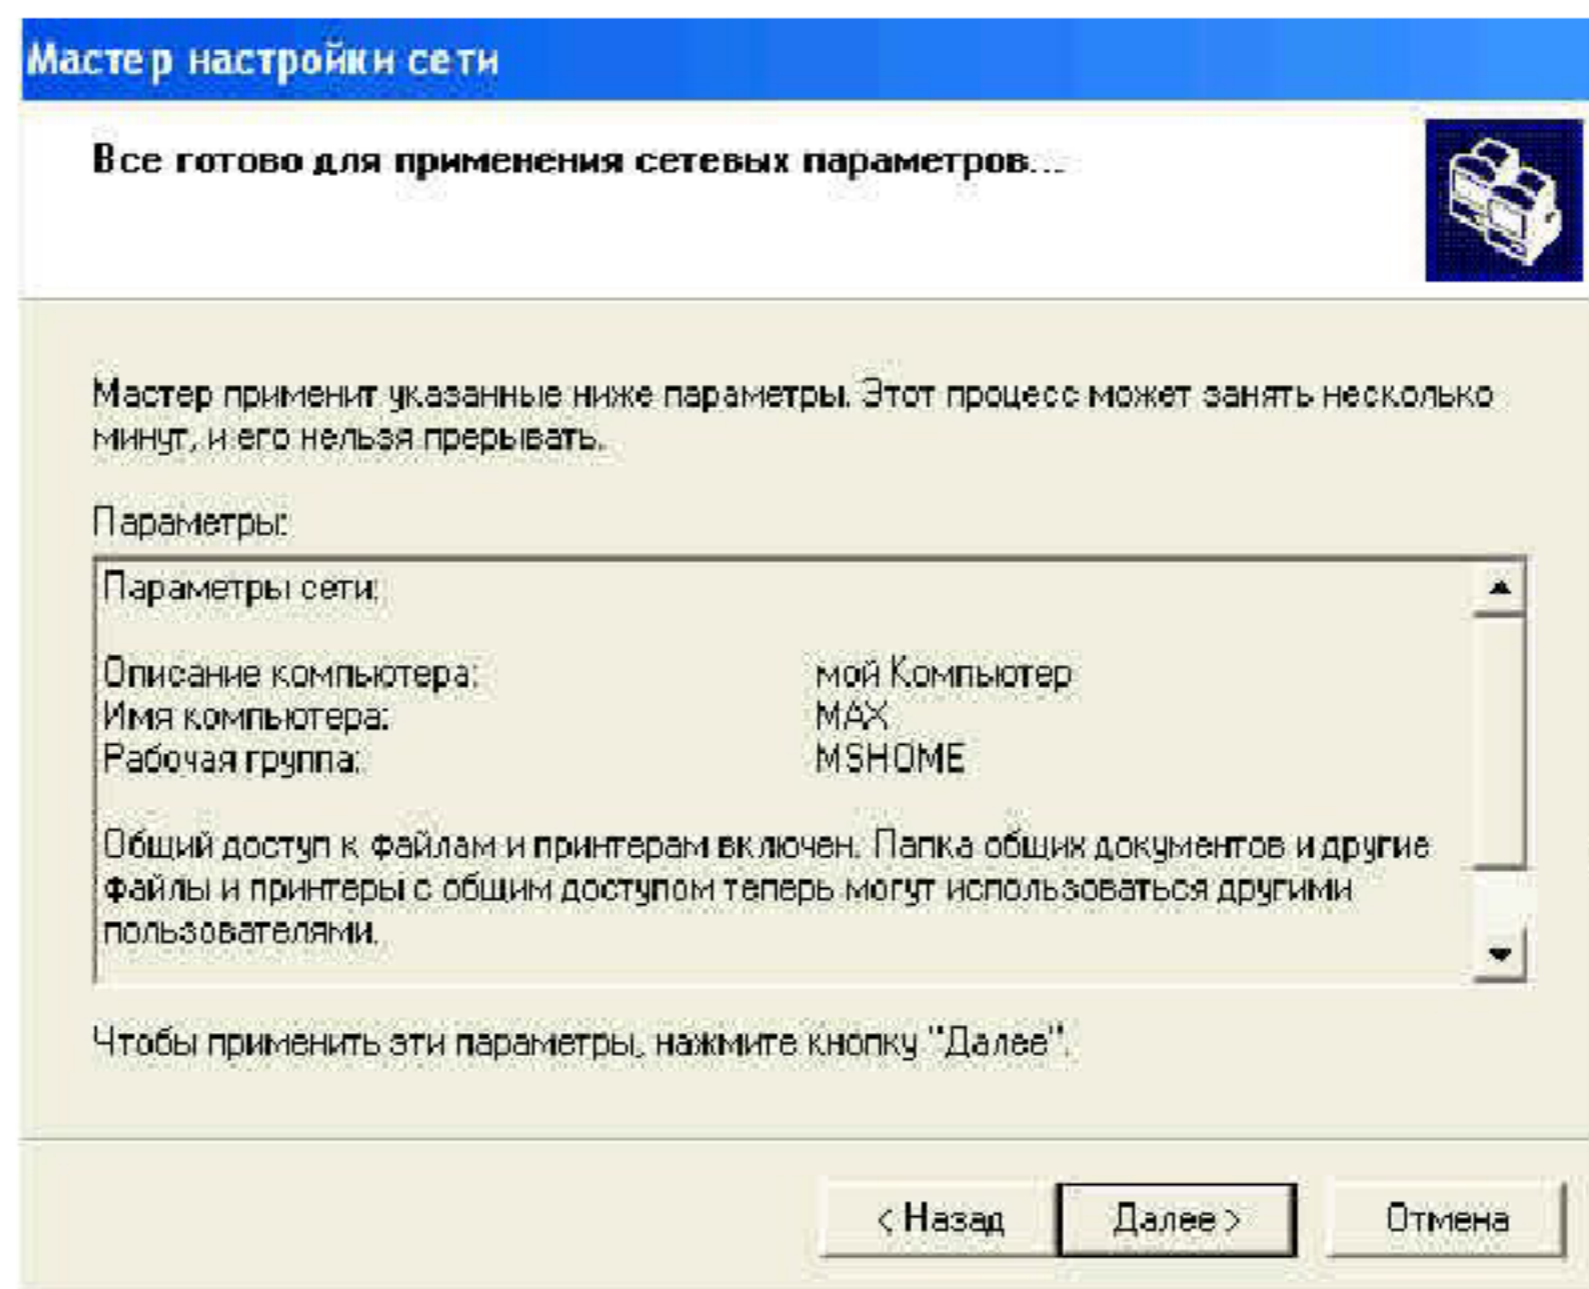 Мастер настройки сети
Все готово для применения сетевых параметров...
Мастер применит указанные ниже параметры. Этот процесс может занять несколько
минут, и его нельзя прерывать.
Параметры:
Параметры сети:
Описание компьютера: мой Компьютер
Имя компьютера: MAX
Рабочая группа: MSHOME
Общий доступ к файлам и принтерам включен. Папка общих документов и другие
файлы и принтеры с общим доступом теперь могут использоваться другими
пользователями.
Чтобы применить эти параметры, нажмите кнопку "Далее".
< Назад Далее > Отмена